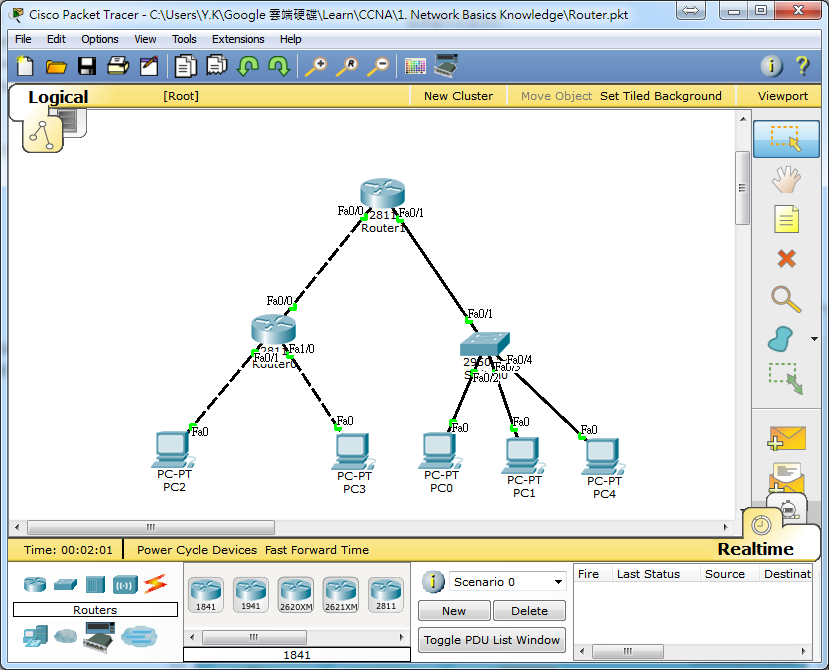 Cisco Packet Tracer - C:\Users\Y.K\Google 雲端硬碟\Learn\CCNA\1. Network Basics Knowledge\Router.pkt
File Edit Options View Tools Extensions Help
Logical [Root] New Cluster Move Object Set Tiled Background Viewport
Fa0/0 Fa0/1
2811
Router1
Fa0/0
Fa0/1
Fa1/0
Fa0/1
Router0
Fa0/4
Fa0/3
Fa0/2
Fa0
Fa0
Fa0
Fa0
Fa0
PC-PT
PC2
PC-PT
PC3
PC-PT
PC0
PC-PT
PC1
PC-PT
PC4
Time: 00:02:01 Power Cycle Devices Fast Forward Time Realtime
Routers
1841 1941 2620XM 2621XM 2811
1841
Scenario 0
New Delete
Toggle PDU List Window
Fire Last Status Source Destinat